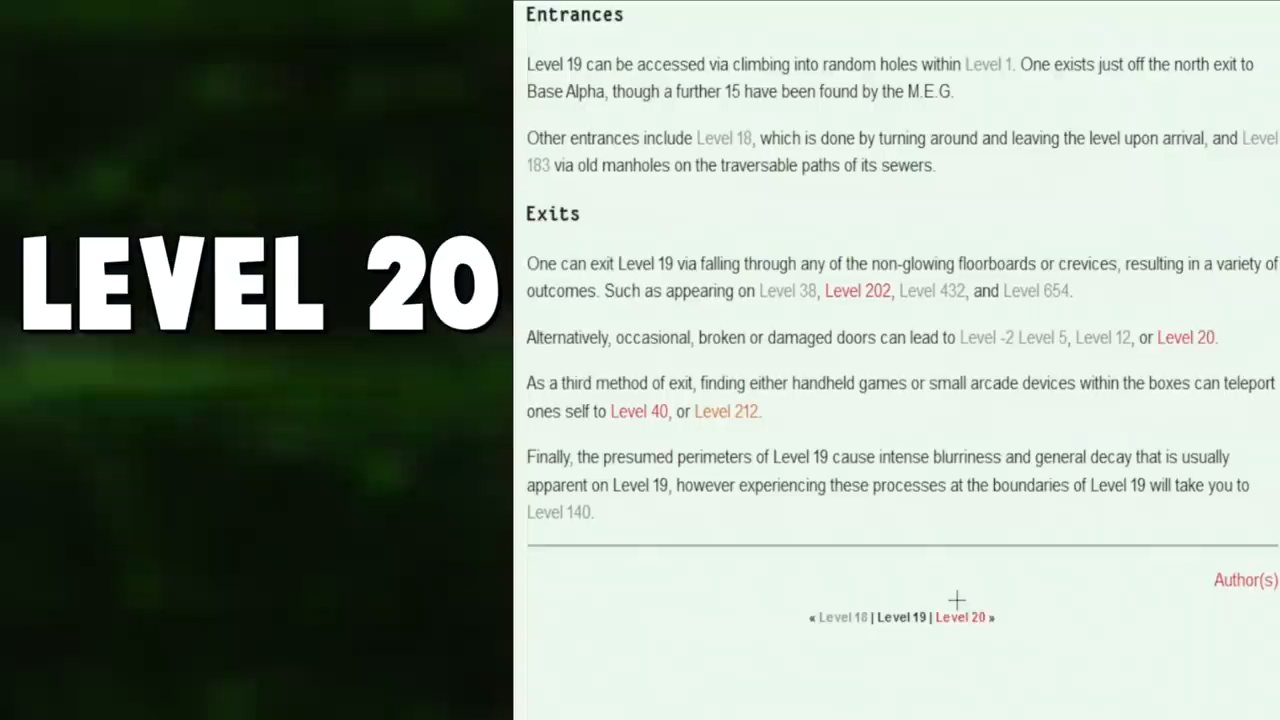 LEVEL 20
Entrances
Level 19 can be accessed via climbing into random holes within Level 1. One exists just off the north exit to
Base Alpha, though a further 15 have been found by the M.E.G.
Other entrances include Level 18, which is done by turning around and leaving the level upon arrival, and Level
183 via old manholes on the traversable paths of its sewers.
Exits
One can exit Level 19 via falling through any of the non-glowing floorboards or crevices, resulting in a variety of
outcomes. Such as appearing on Level 38, Level 202, Level 432, and Level 654.
Alternatively, occasional, broken or damaged doors can lead to Level -2 Level 5, Level 12, or Level 20.
As a third method of exit, finding either handheld games or small arcade devices within the boxes can teleport
ones self to Level 40, or Level 212.
Finally, the presumed perimeters of Level 19 cause intense blurriness and general decay that is usually
apparent on Level 19, however experiencing these processes at the boundaries of Level 19 will take you to
Level 140.
Author(s)
« Level 18 | Level 19 | Level 20 »